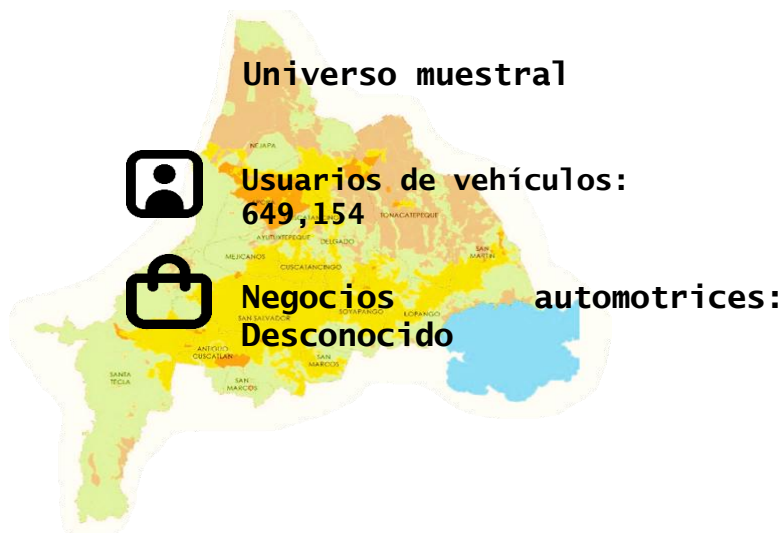 Universo muestral
NEJAPA
Usuarios de vehículos:
649,154
TONACATEPEQUE
AYUTUXTEPEQUE
DELGADO
MEJICANOS
SAN
MARTIN
CUSCATANCINGO
Negocios automotrices:
SAN SALVADOR
SOYAPANGO
ILOPANGO
Desconocido
ANTIGUO
CUSCATLAN
SAN
MARCOS
SANTA
TECLA
SAN
MARCOS